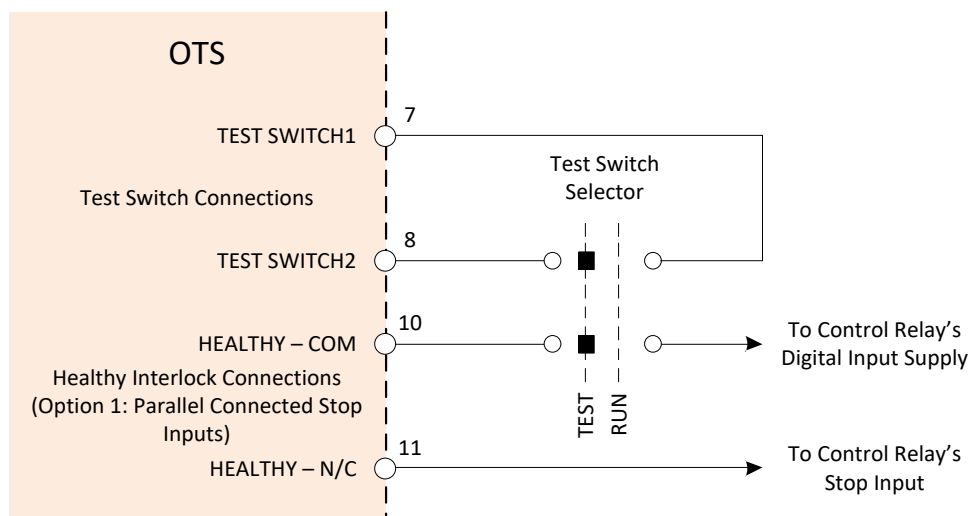 OTS
7
TEST SWITCH1
Test Switch
Selector
Test Switch Connections
8
TEST SWITCH2
10
HEALTHY – COM
To Control Relay's
Digital Input Supply
Healthy Interlock Connections
(Option 1: Parallel Connected Stop
Inputs)
TEST
RUN
11
HEALTHY – N/C
To Control Relay's
Stop Input